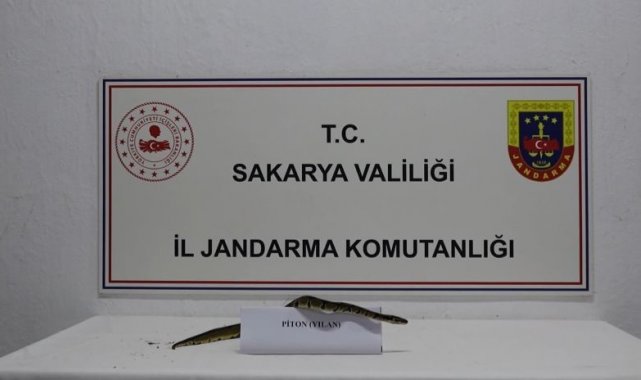 T.C.
SAKARYA VALİLİĞİ
İL JANDARMA KOMUTANLIĞI
JANDARMA
PİTON (YILAN)